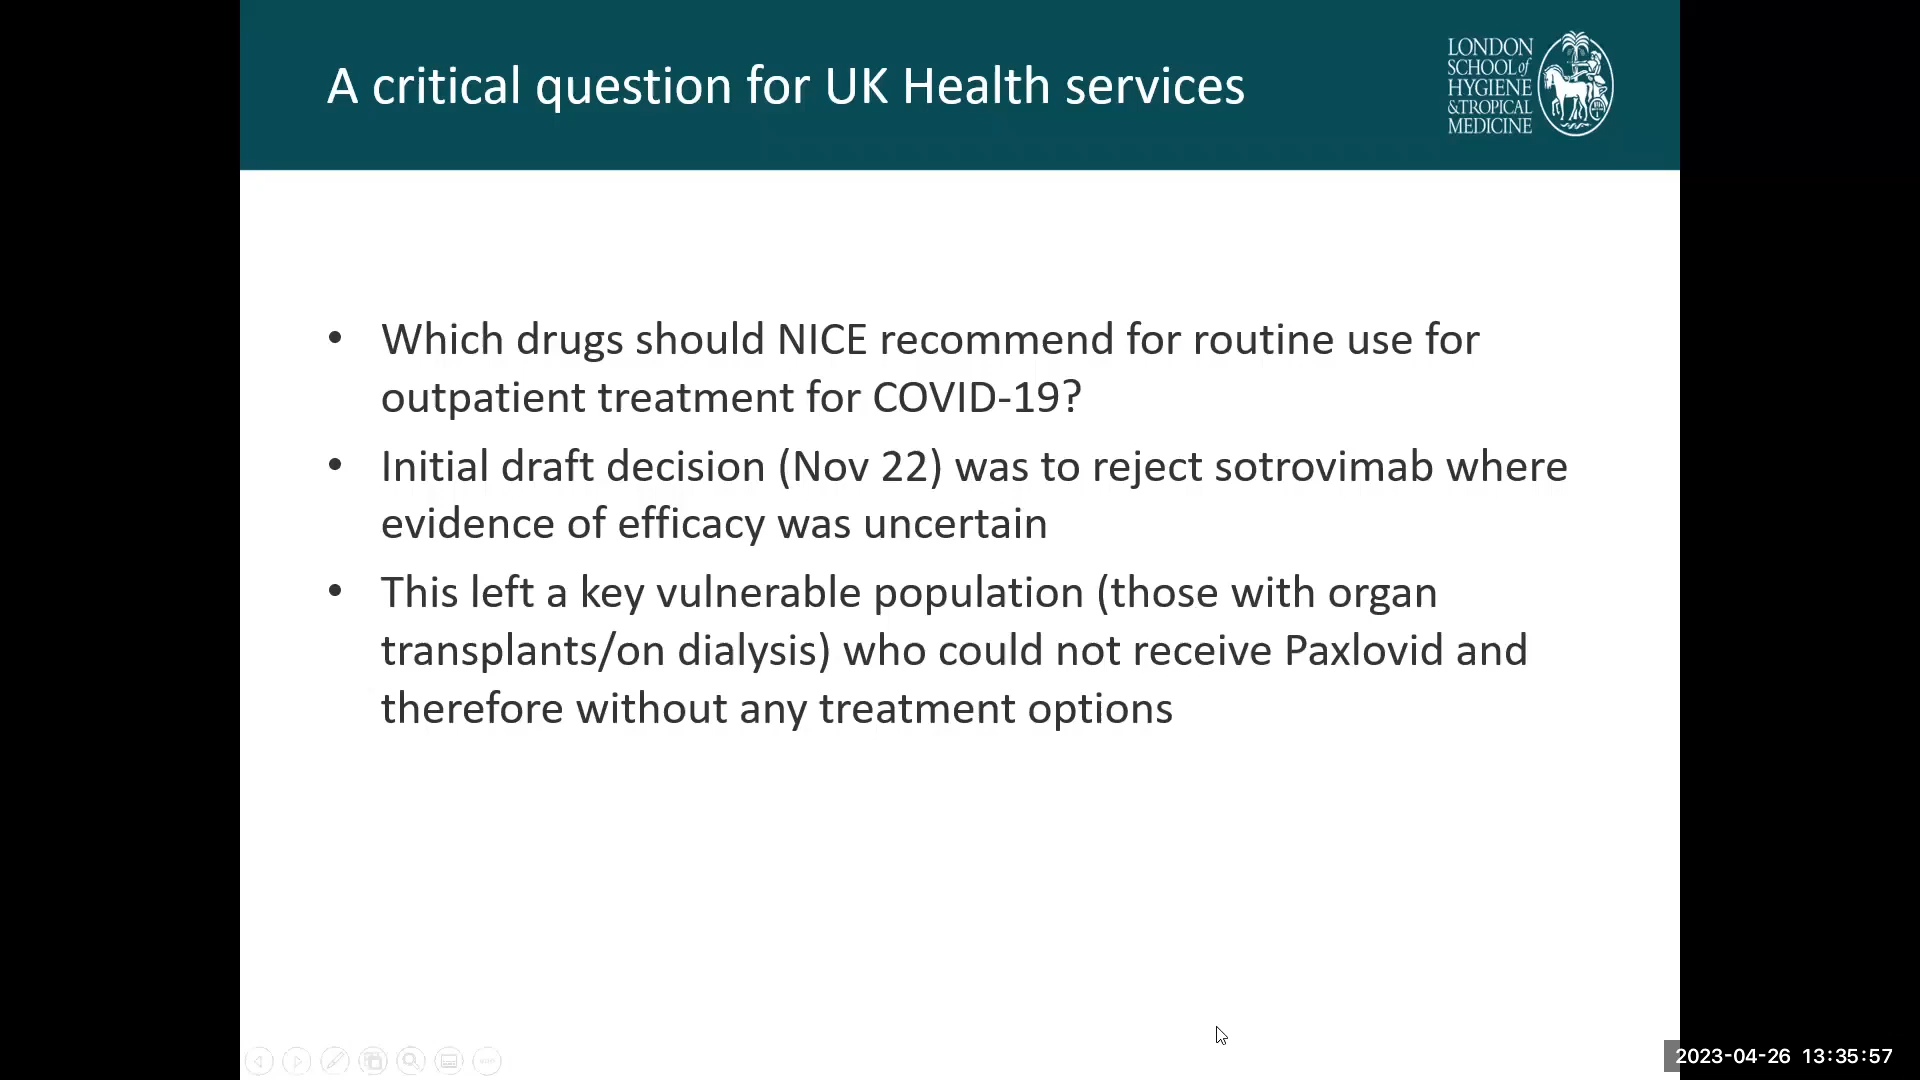 A critical question for UK Health services
LONDON
SCHOOL of
HYGIENE
& TROPICAL
MEDICINE
• Which drugs should NICE recommend for routine use for
outpatient treatment for COVID-19?
• Initial draft decision (Nov 22) was to reject sotrovimab where
evidence of efficacy was uncertain
• This left a key vulnerable population (those with organ
transplants/on dialysis) who could not receive Paxlovid and
therefore without any treatment options
2023-04-26 13:35:57